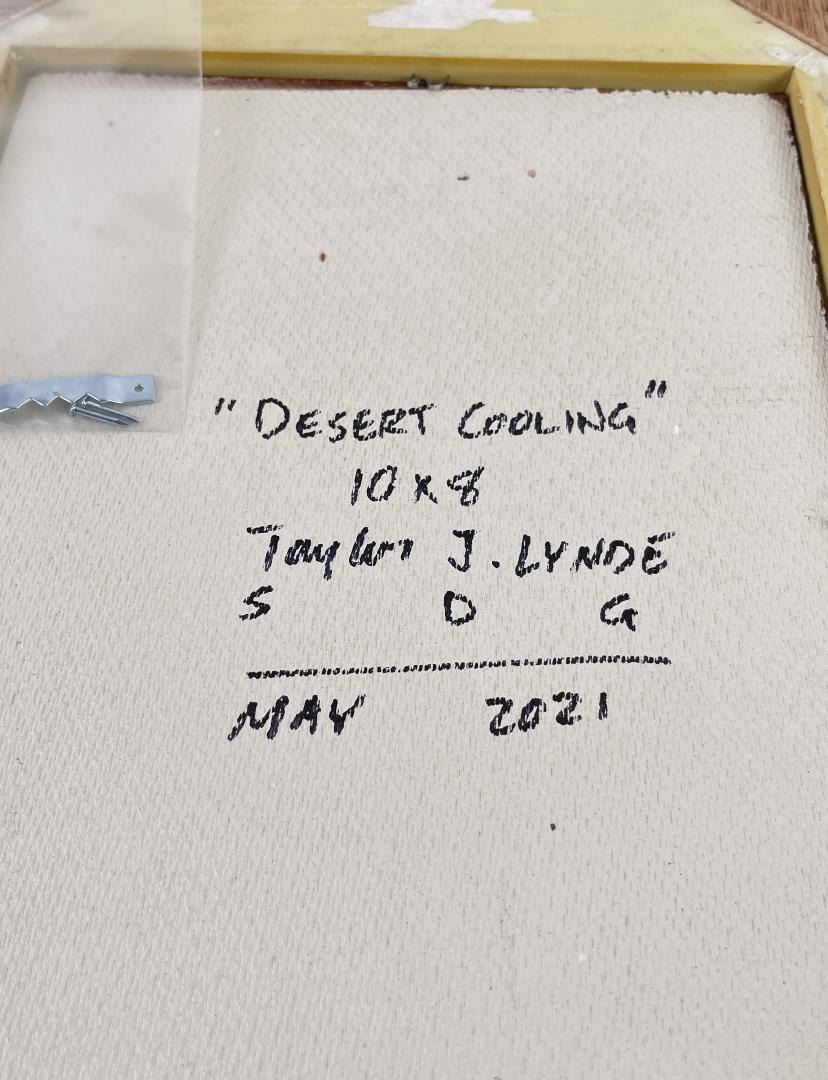 "DESERT COOLING"
10 x 8
Taylor J. LYNDE
S D G
MAY 2021